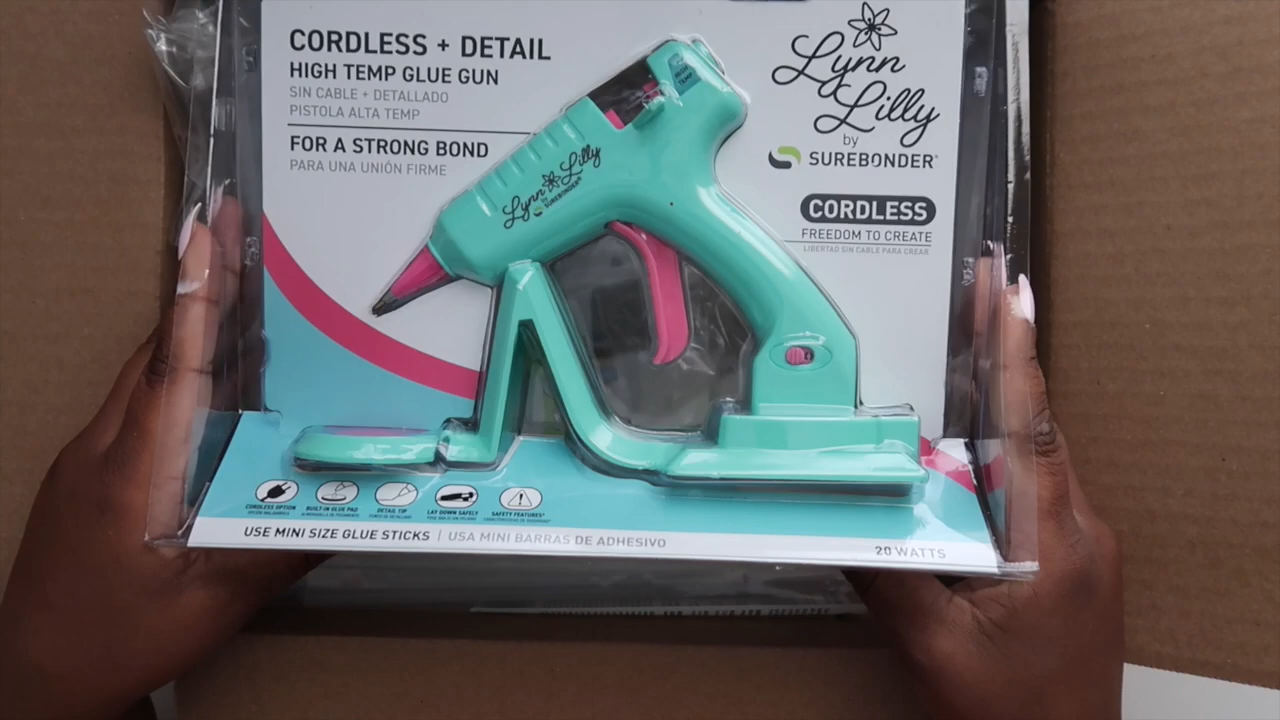 CORDLESS + DETAIL
HIGH TEMP GLUE GUN
SIN CABLE + DETALLADO
PISTOLA ALTA TEMP
FOR A STRONG BOND
PARA UNA UNIÓN FIRME
Lynn
Lilly
by
SUREBONDER®
CORDLESS
FREEDOM TO CREATE
LIBERTAD SIN CABLE PARA CREAR
HIGH
TEMP
Lynn Lilly
by
SUREBONDER
CORDLESS OPTION
BUILT-IN GLUE PAD
DETAIL TIP
LAY DOWN SAFELY
SAFETY FEATURES*
USE MINI SIZE GLUE STICKS | USA MINI BARRAS DE ADHESIVO
20 WATTS